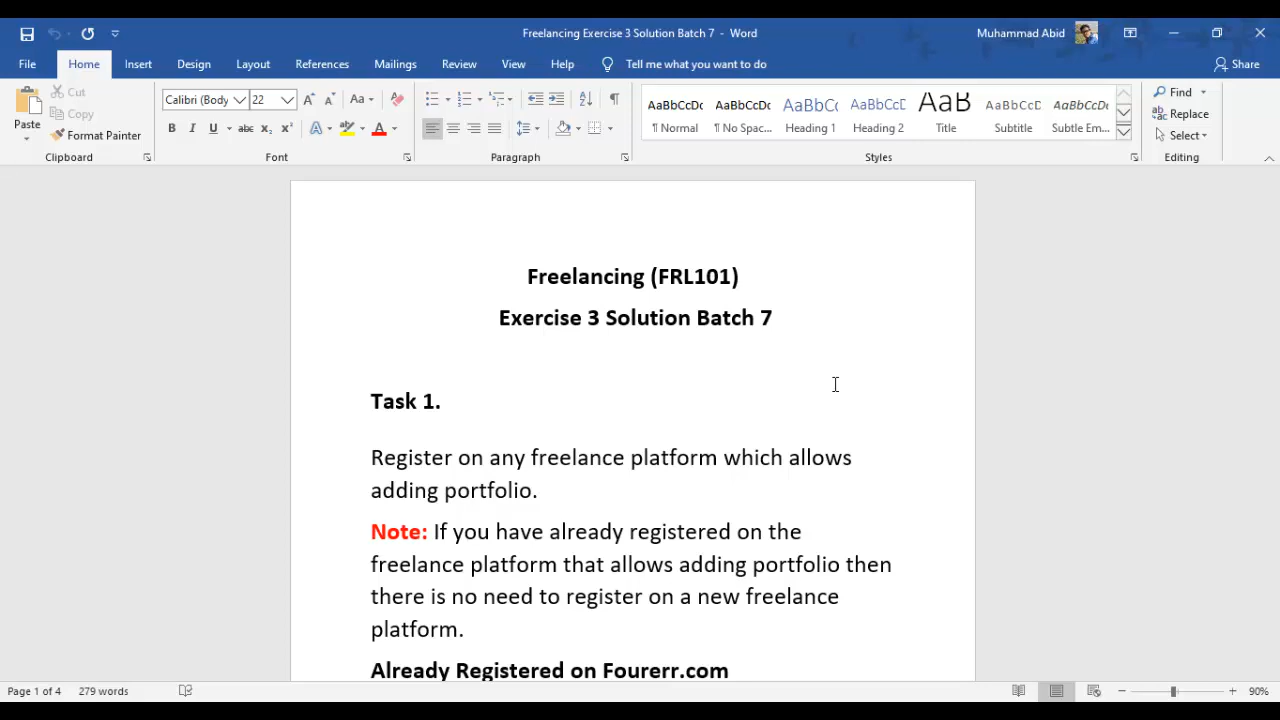 Freelancing Exercise 3 Solution Batch 7 - Word
Muhammad Abid
File Home Insert Design Layout References Mailings Review View Help Tell me what you want to do Share
Paste
Cut
Copy
Format Painter
Clipboard
Calibri (Body 22
Aa
B I U abc x₂ x²
A ab A
Font
Paragraph
AaBbCcDc AaBbCcDc AaBbCc AaBbCcD AaB AaBbCcD AaBbCcDc
¶ Normal ¶ No Spac... Heading 1 Heading 2 Title Subtitle Subtle Em...
Styles
Find
Replace
Select
Editing
Freelancing (FRL101)
Exercise 3 Solution Batch 7
Task 1.
Register on any freelance platform which allows
adding portfolio.
Note: If you have already registered on the
freelance platform that allows adding portfolio then
there is no need to register on a new freelance
platform.
Already Registered on Fourerr.com
Page 1 of 4 279 words 90%